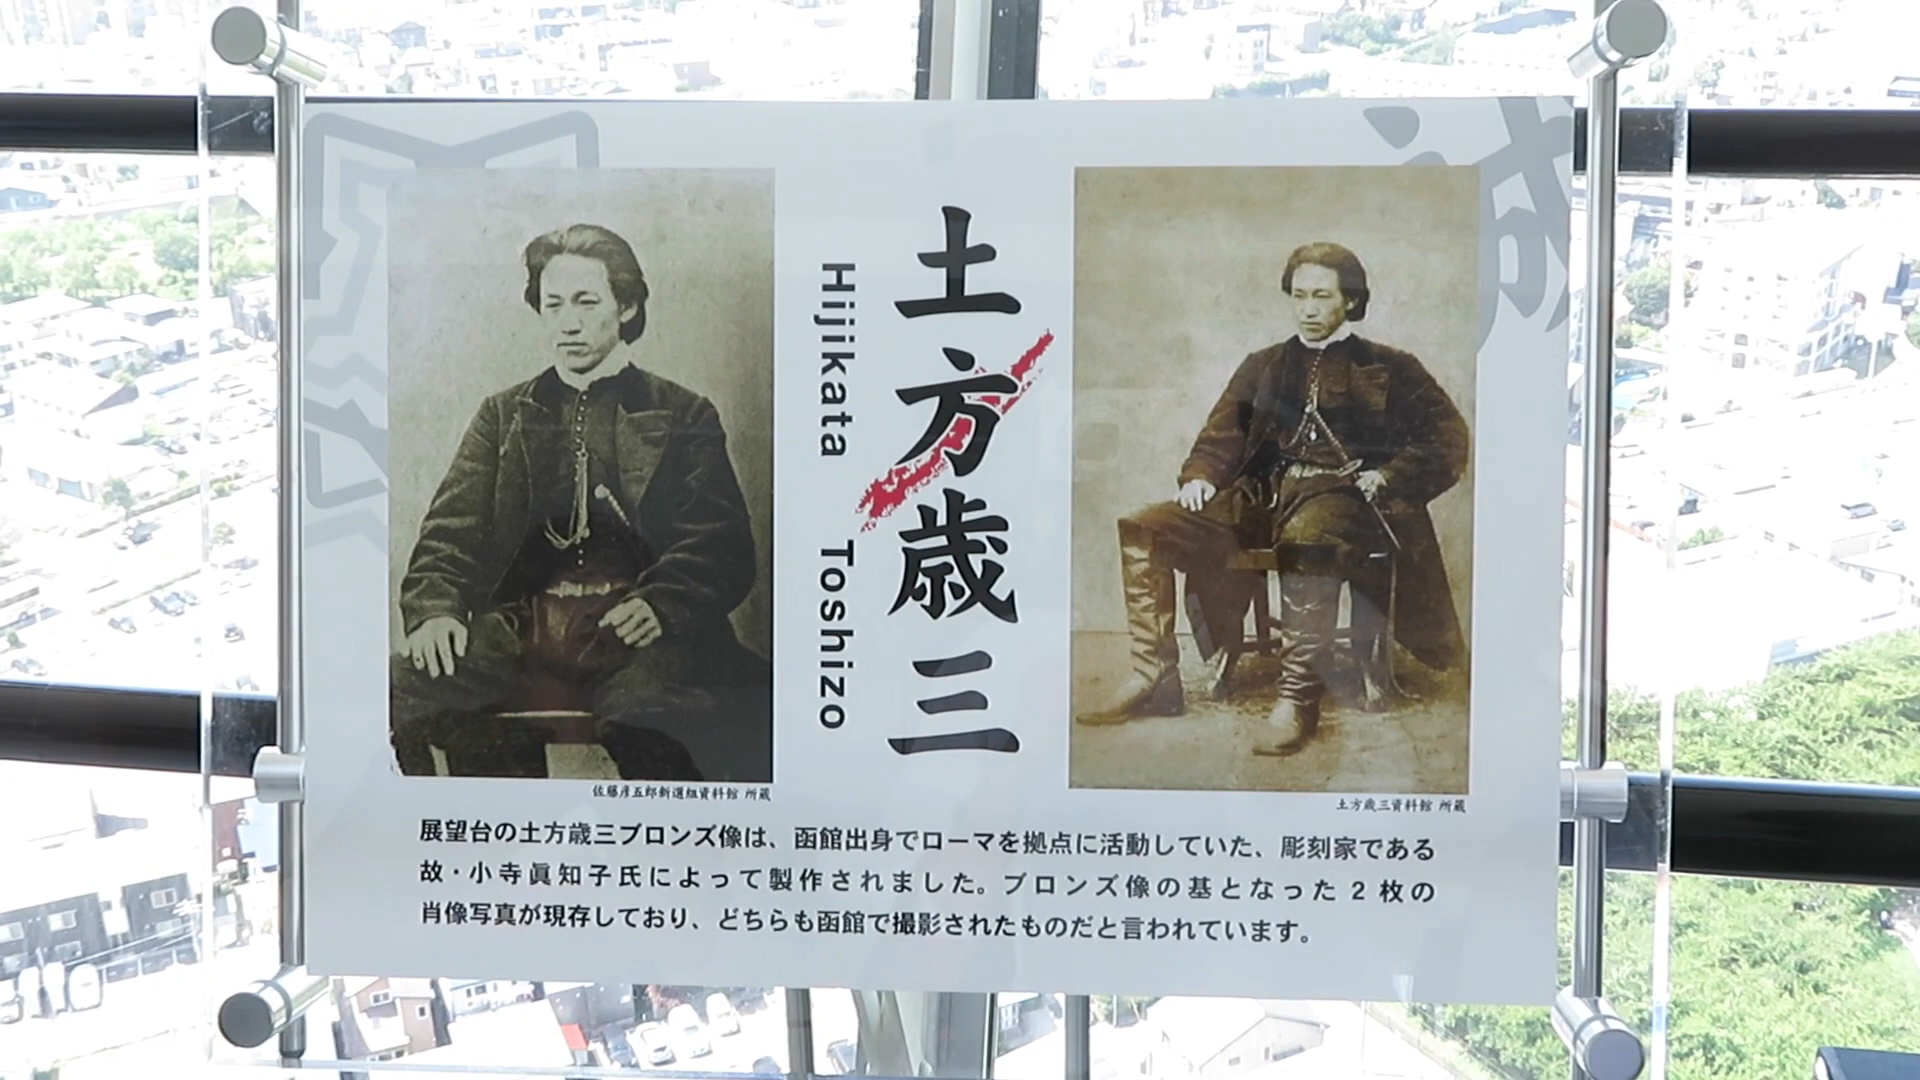 誠
土方歳三
Hijikata Toshizo
佐藤彦五郎新選組資料館 所蔵
土方歳三資料館 所蔵
展望台の土方歳三ブロンズ像は、函館出身でローマを拠点に活動していた、彫刻家である
故・小寺眞知子氏によって製作されました。ブロンズ像の基となった2枚の
肖像写真が現存しており、どちらも函館で撮影されたものだと言われています。